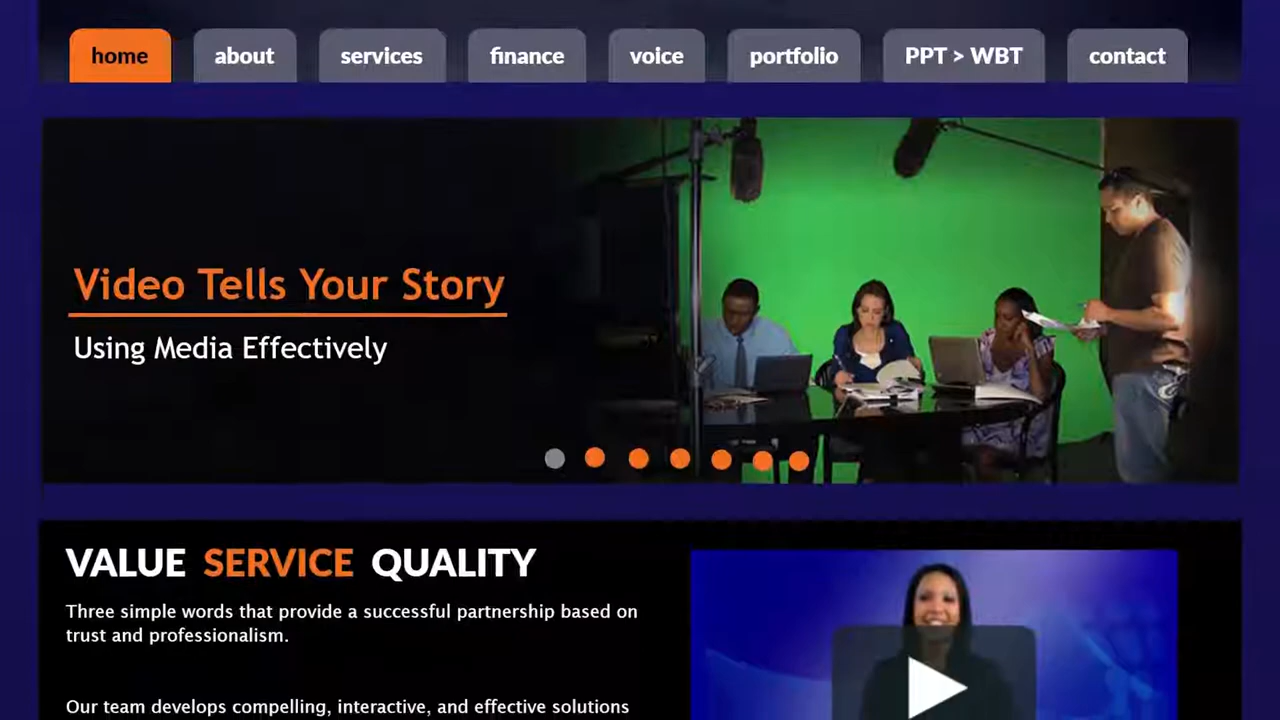 home about services finance voice portfolio PPT > WBT contact
Video Tells Your Story
Using Media Effectively
VALUE SERVICE QUALITY
Three simple words that provide a successful partnership based on
trust and professionalism.
Our team develops compelling, interactive, and effective solutions